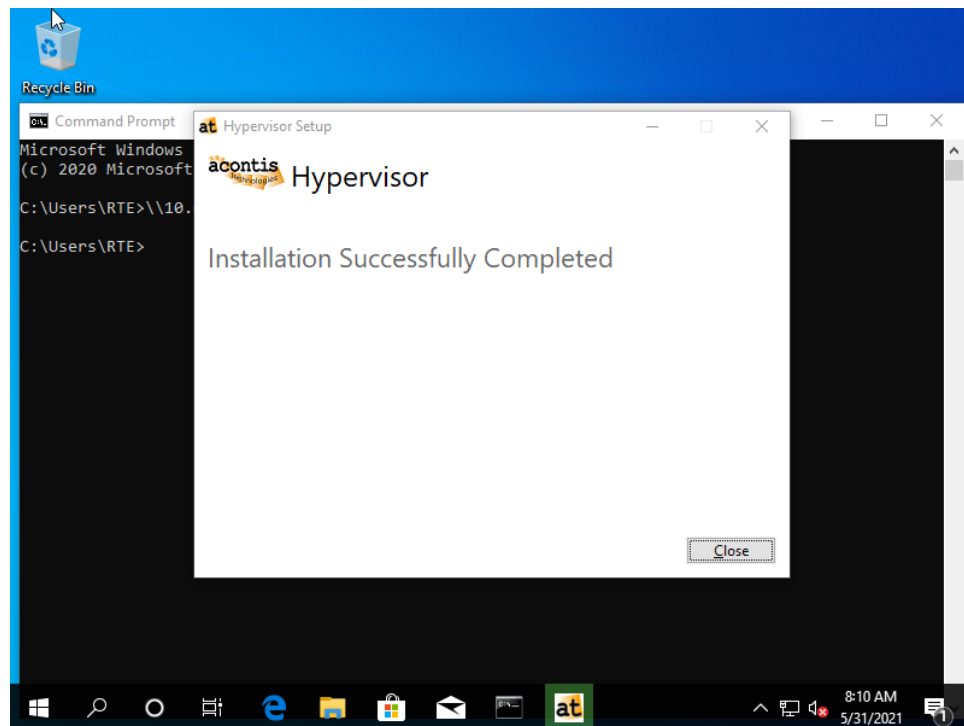 Recycle Bin
Command Prompt
Microsoft Windows
(c) 2020 Microsoft
C:\Users\RTE>\\10.
C:\Users\RTE>
at Hypervisor Setup
acontis
technologies
Hypervisor
Installation Successfully Completed
Close
at
8:10 AM
5/31/2021
1